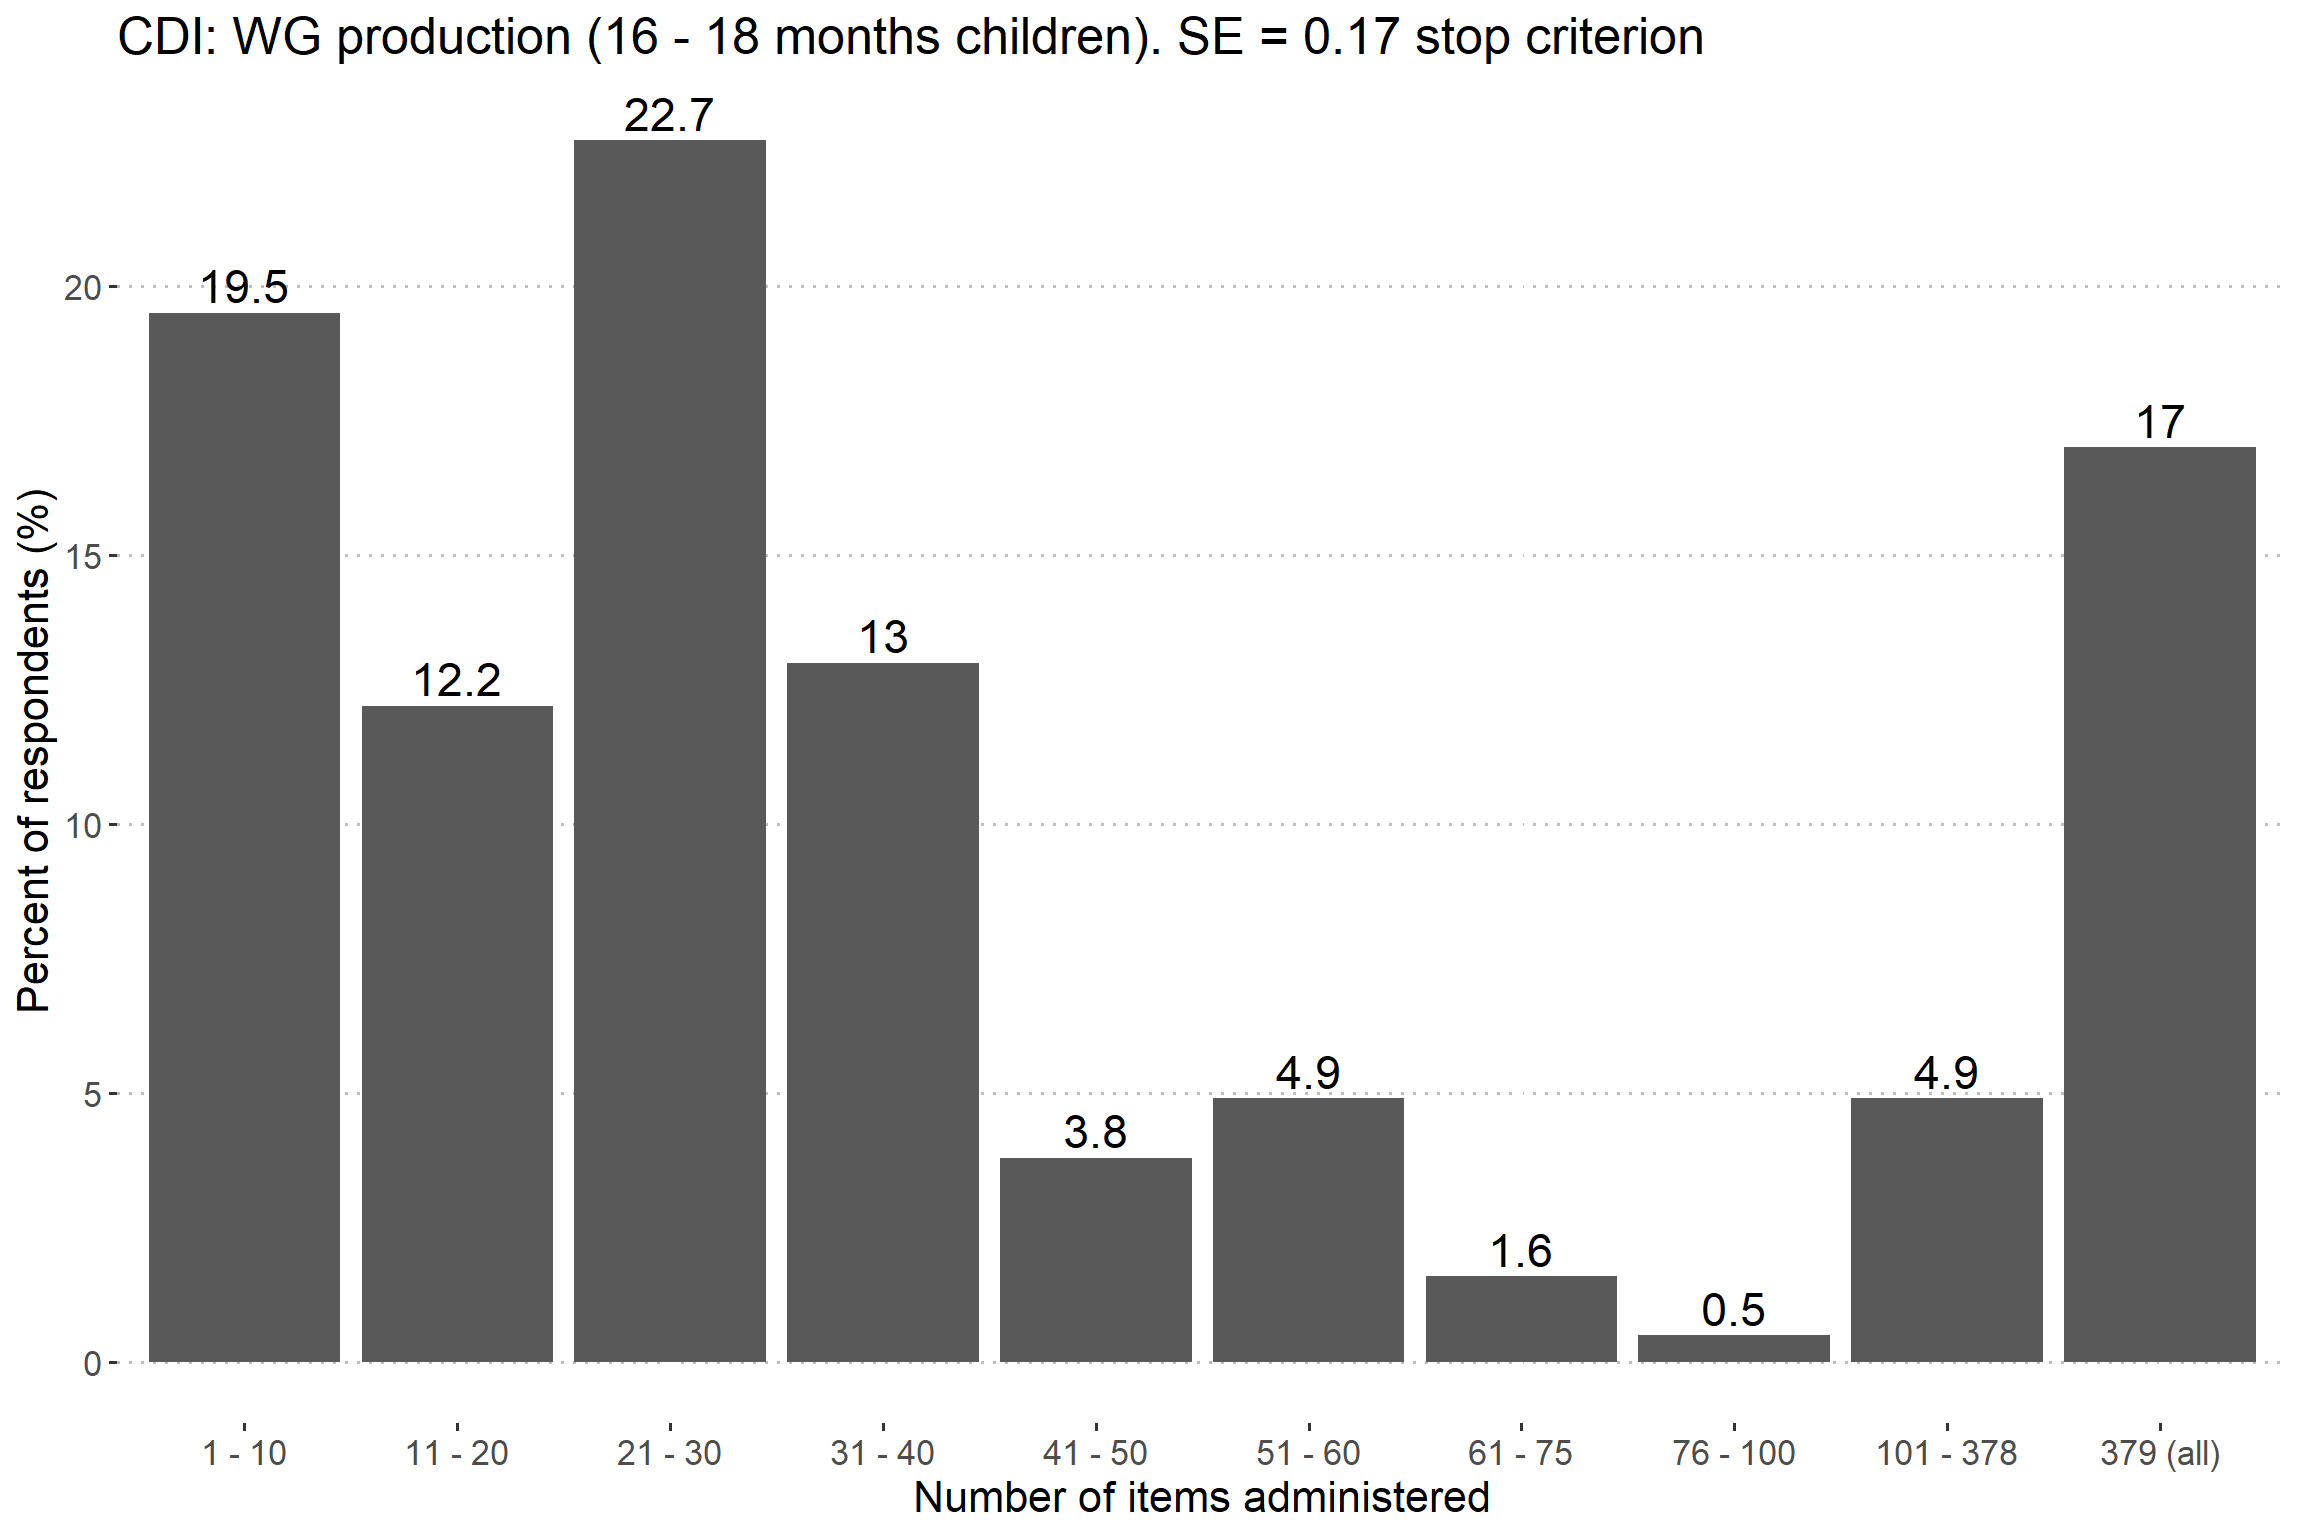 CDI: WG production (16 - 18 months children). SE = 0.17 stop criterion
Percent of respondents (%)
20
15
10
5
0
19.5
12.2
22.7
13
3.8
4.9
1.6
0.5
4.9
17
1 - 10
11 - 20
21 - 30
31 - 40
41 - 50
51 - 60
61 - 75
76 - 100
101 - 378
379 (all)
Number of items administered